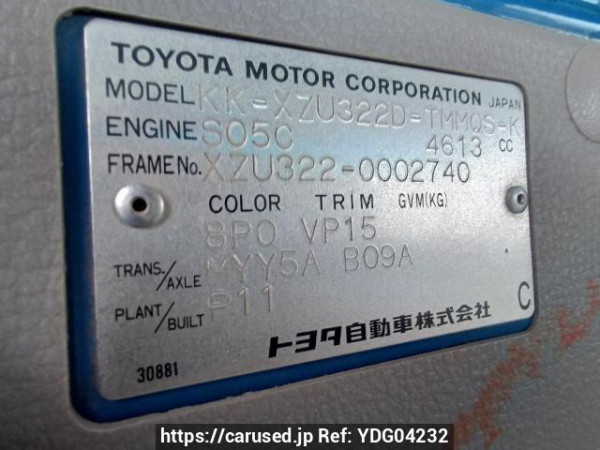 TOYOTA MOTOR CORPORATION JAPAN
MODEL KK-XZU322D-TMMQS-K
ENGINE S05C 4613 CC
FRAME No. XZU322-0002740
COLOR TRIM GVM(KG)
8P0 VP15
TRANS./AXLE MYY5A B09A
PLANT/BUILT P11
トヨタ自動車株式会社 C
30881
https://carused.jp Ref: YDG04232